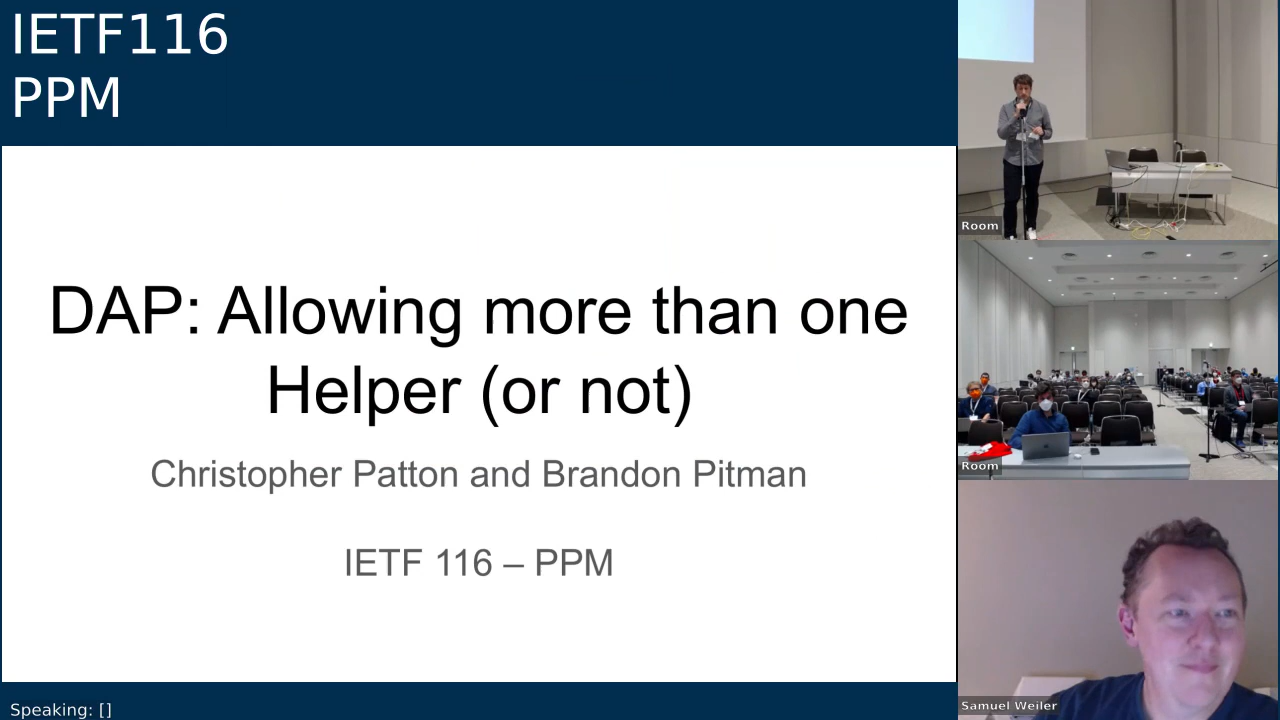 IETF116
PPM
DAP: Allowing more than one
Helper (or not)
Christopher Patton and Brandon Pitman
IETF 116 – PPM
Speaking: []
Room
Room
Samuel Weiler